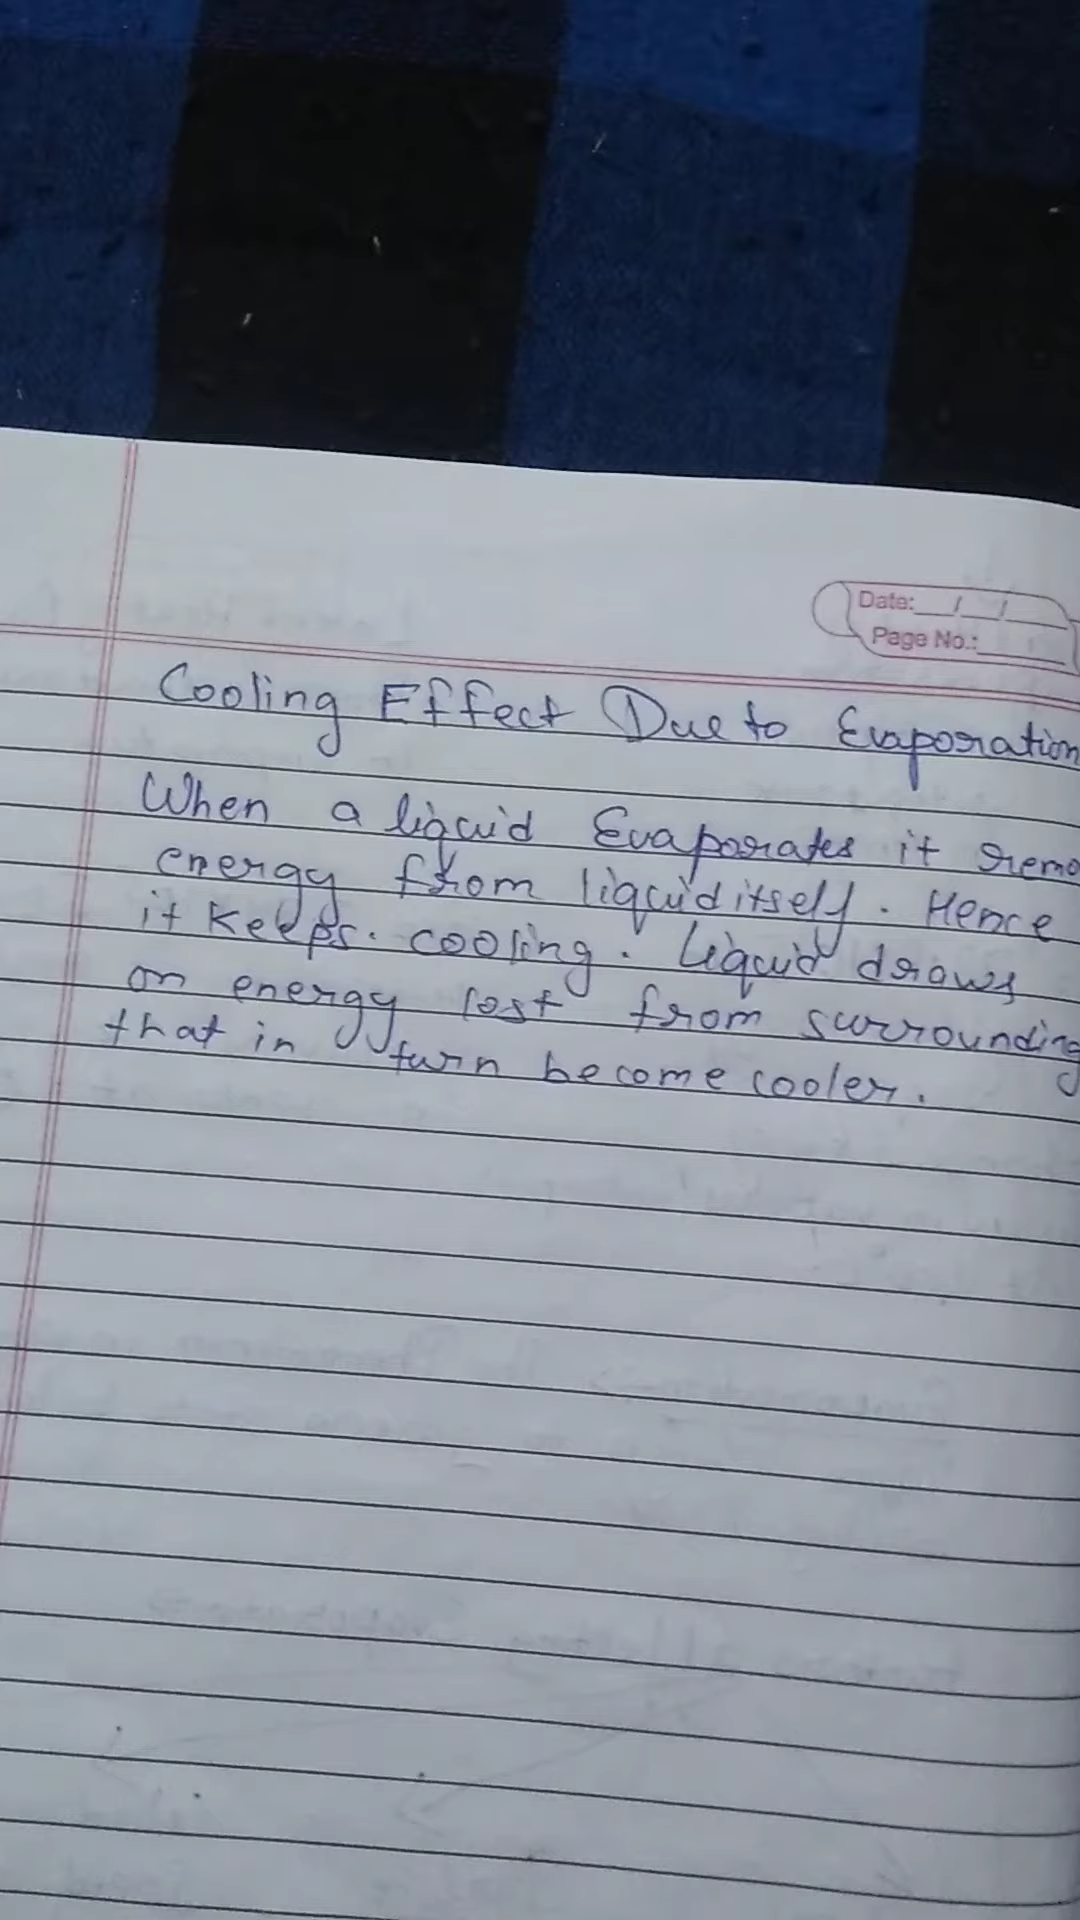 Date: / /
Page No.:
Cooling Effect Due to Evaporation
When a liquid Evaporates it remo
energy from liquid itself. Hence
it keeps. cooling. Liquid draws
on energy lost from surrounding
that in turn become cooler.